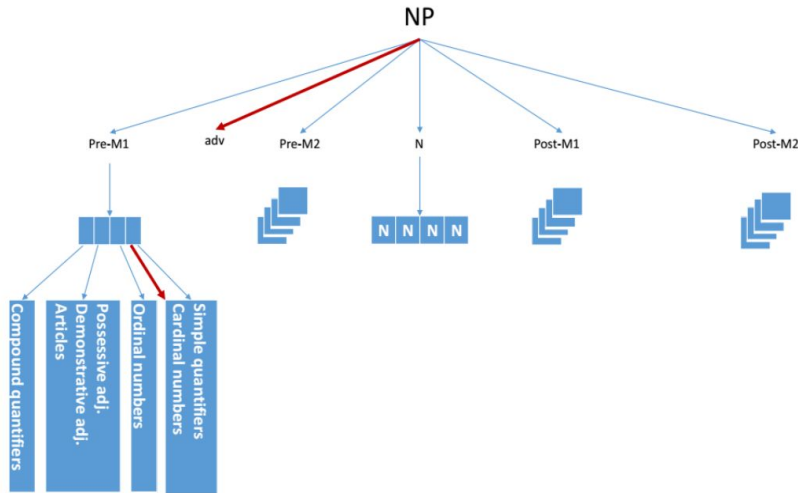 NP
Pre-M1
adv
Pre-M2
N
Post-M1
Post-M2
N N N N
Compound quantifiers
Possessive adj.
Demonstrative adj.
Articles
Ordinal numbers
Simple quantifiers
Cardinal numbers